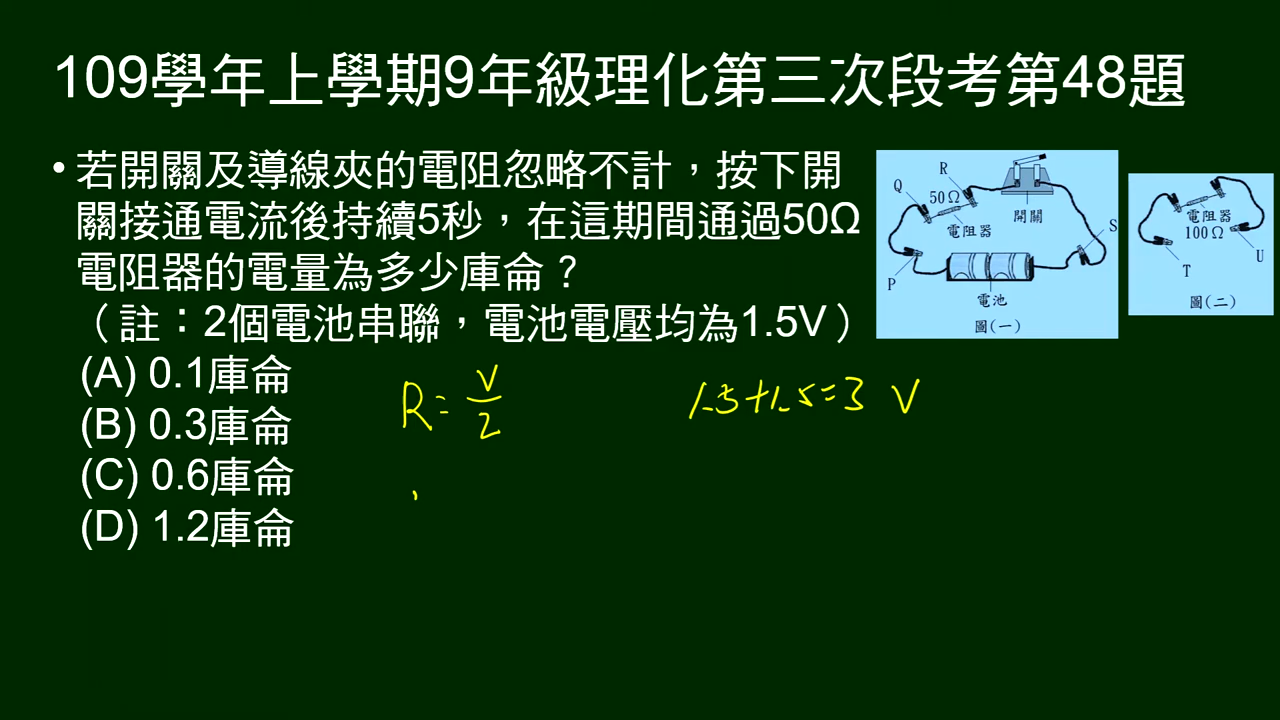 109學年上學期9年級理化第三次段考第48題
• 若開關及導線夾的電阻忽略不計，按下開
關接通電流後持續5秒，在這期間通過50Ω
電阻器的電量為多少庫侖？
（註：2個電池串聯，電池電壓均為1.5V）
(A) 0.1庫侖
(B) 0.3庫侖
(C) 0.6庫侖
(D) 1.2庫侖
R
Q
50Ω
電阻器
開關
S
P
電池
圖(一)
電阻器
100Ω
T
U
圖(二)
R = V/2
1.5+1.5=3 V